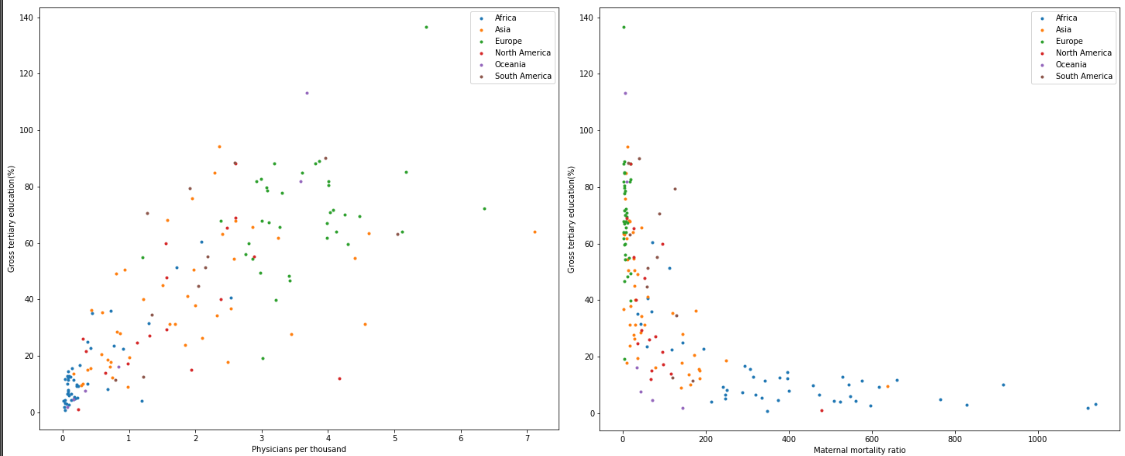 140
120
100
80
60
40
20
0
Gross tertiary education(%)
0 1 2 3 4 5 6 7
Physicians per thousand
Africa
Asia
Europe
North America
Oceania
South America
140
120
100
80
60
40
20
0
Gross tertiary education(%)
0 200 400 600 800 1000
Maternal mortality ratio
Africa
Asia
Europe
North America
Oceania
South America